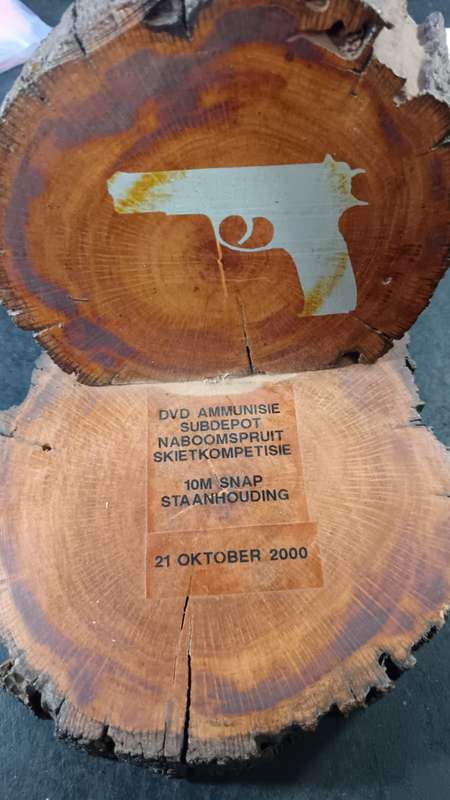 DVD AMMUNISIE
SUBDEPOT
NABOOMSPRUIT
SKIETKOMPETISIE
10M SNAP
STAANHOUDING
21 OKTOBER 2000